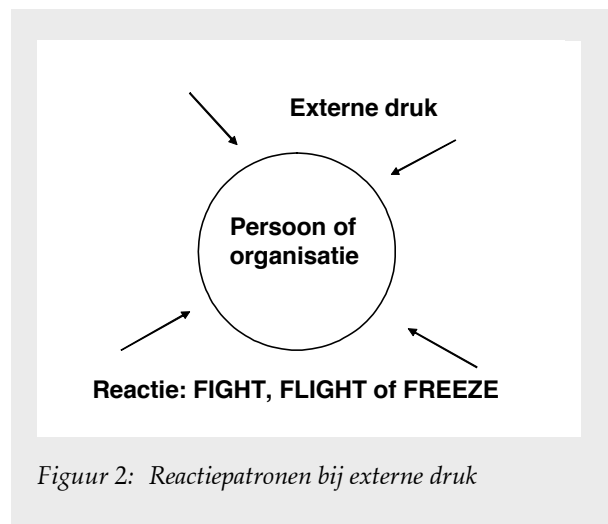 Externe druk
Persoon of
organisatie
Reactie: FIGHT, FLIGHT of FREEZE
Figuur 2: Reactiepatronen bij externe druk